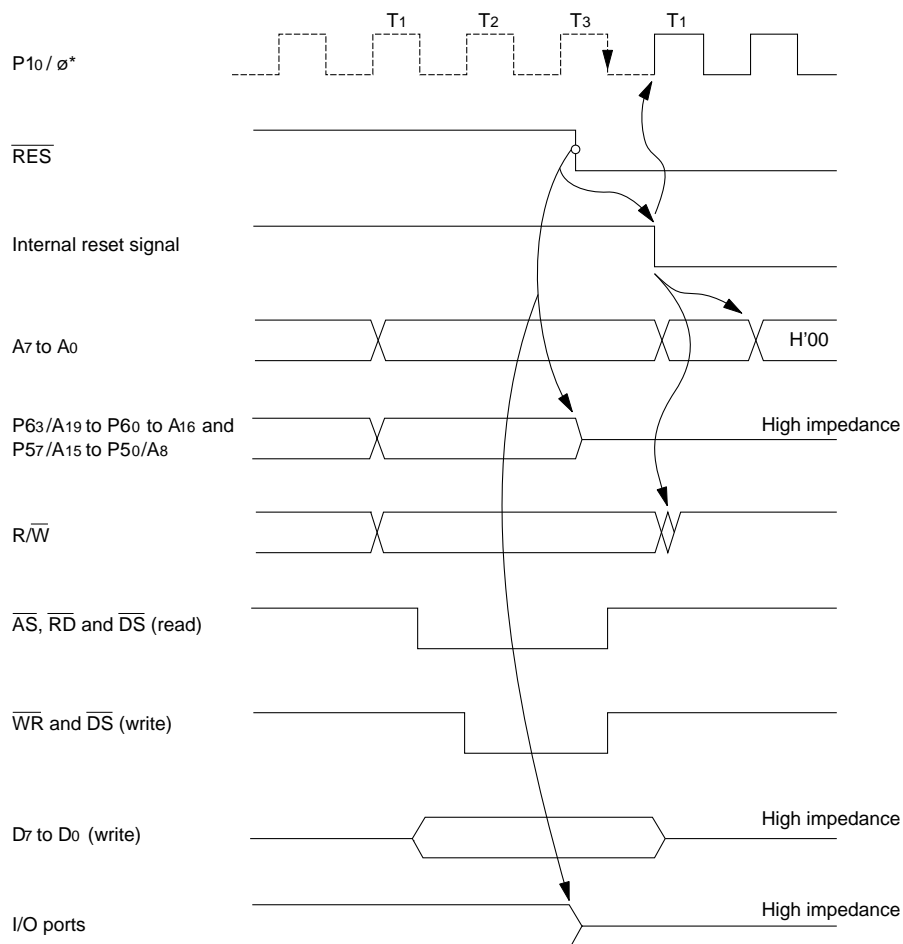 T1 T2 T3 T1
P10 / ø*
RES
Internal reset signal
A7 to A0
H'00
P63/A19 to P60 to A16 and
P57/A15 to P50/A8
High impedance
R/W
AS, RD and DS (read)
WR and DS (write)
D7 to D0 (write)
High impedance
I/O ports
High impedance